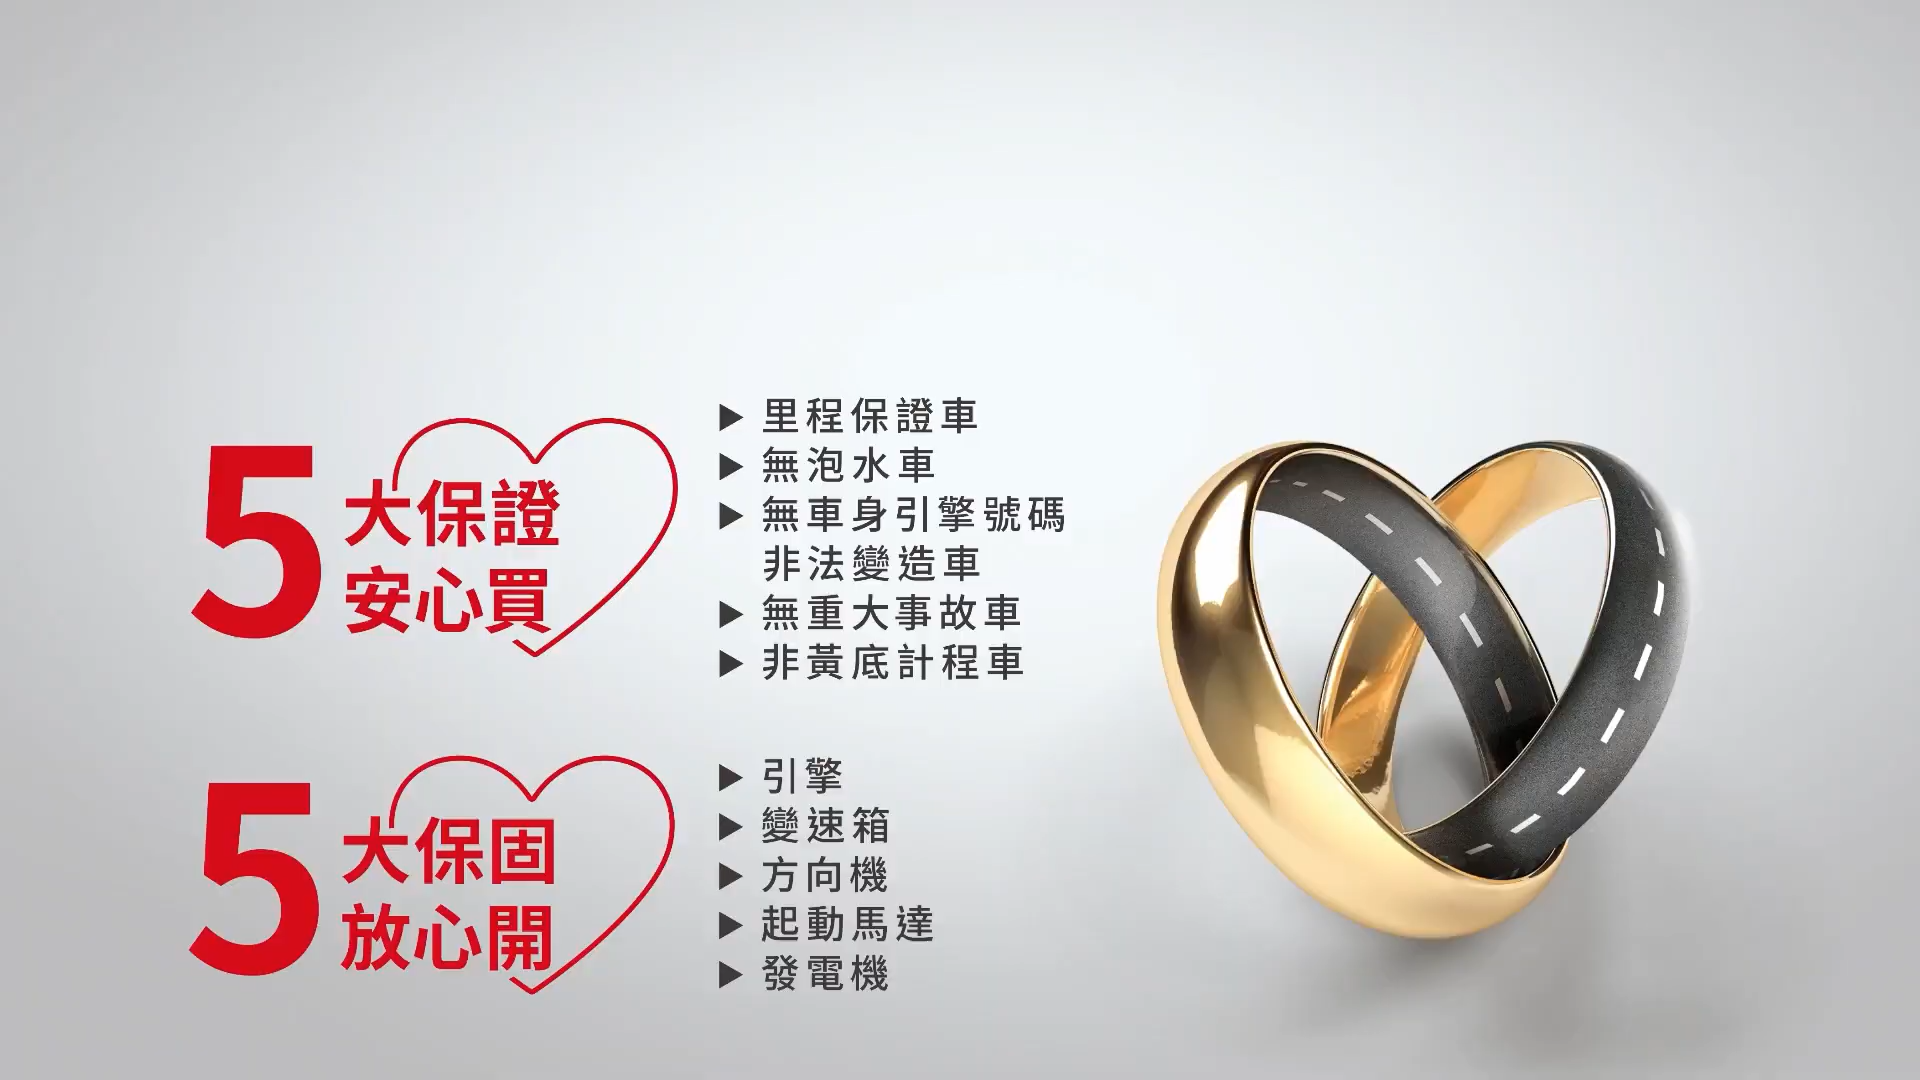 5大保證
安心買
▶ 里程保證車
▶ 無泡水車
▶ 無車身引擎號碼
非法變造車
▶ 無重大事故車
▶ 非黃底計程車
5大保固
放心開
▶ 引擎
▶ 變速箱
▶ 方向機
▶ 起動馬達
▶ 發電機